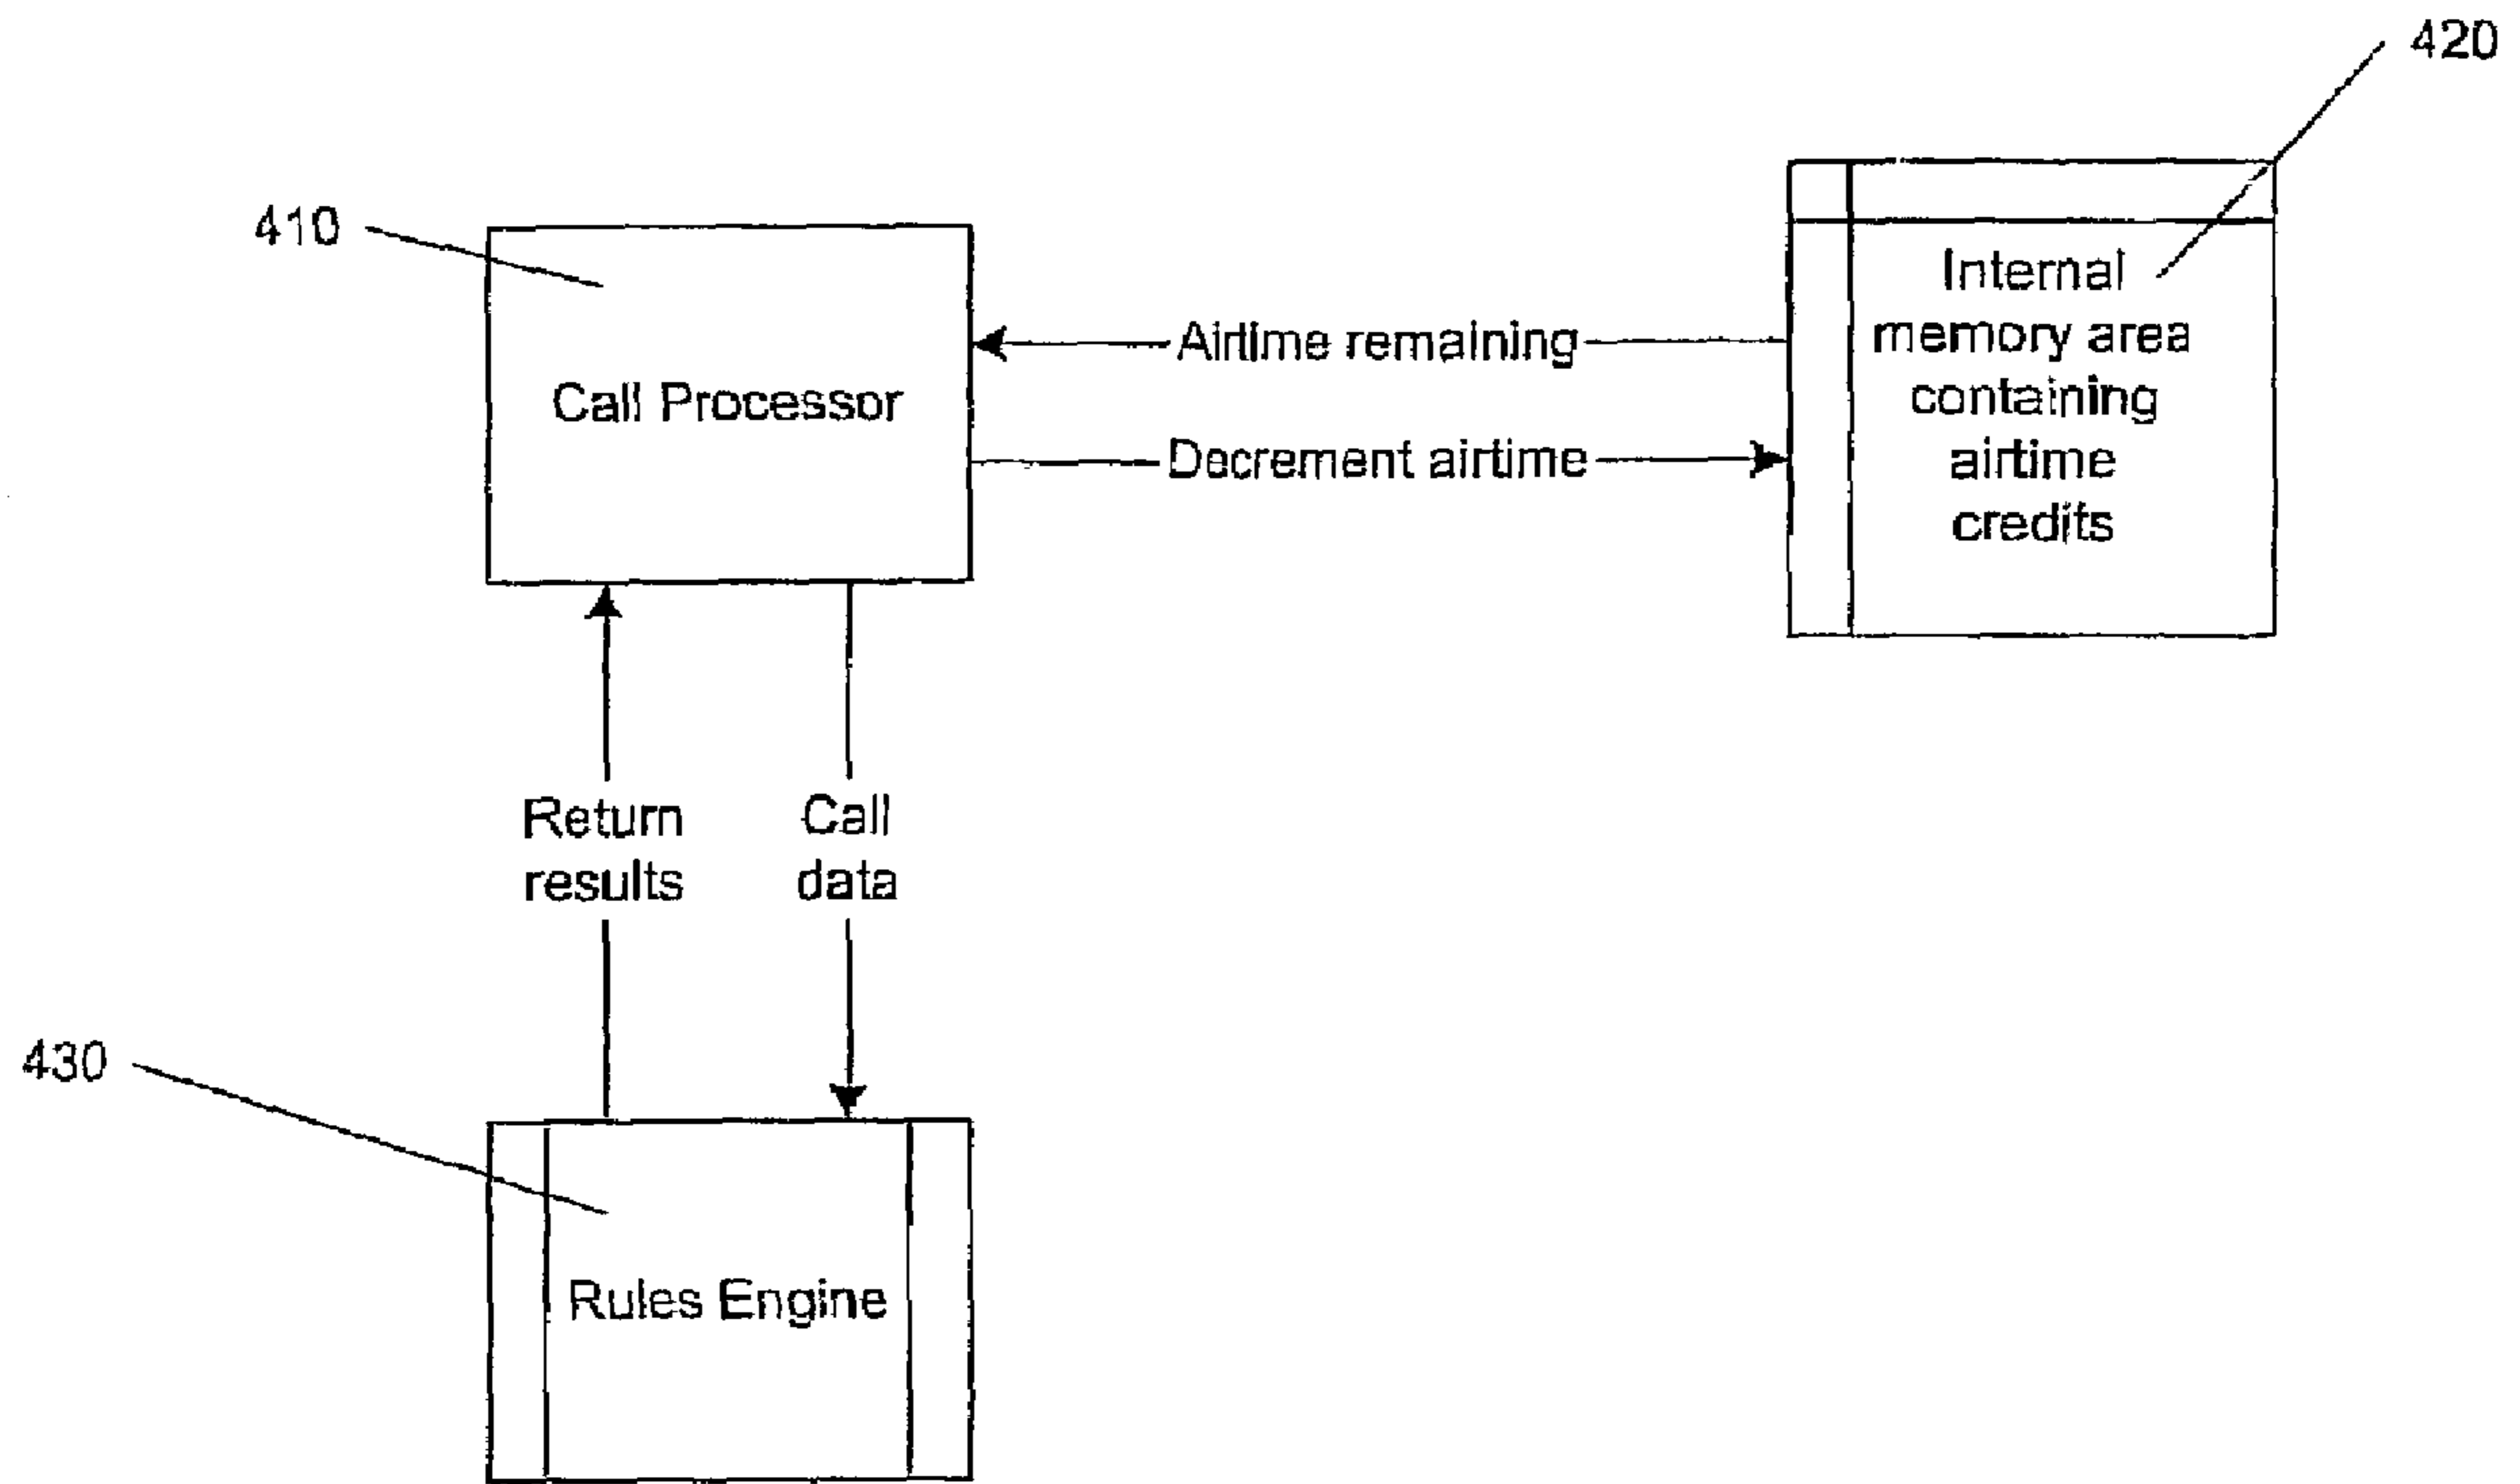 420
410
Internal
memory area
containing
airtime
credits
Airtime remaining
Call Processor
Decrement airtime
Return
results
Call
data
430
Rules Engine